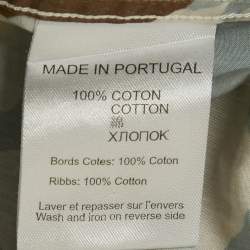 MADE IN PORTUGAL
100% COTON
COTTON
ХЛОПОК
Bords Cotes: 100% Coton
Ribbs: 100% Cotton
Laver et repasser sur l'envers
Wash and iron on reverse side